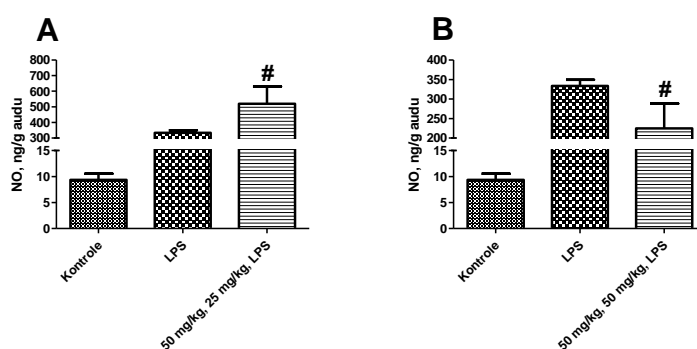 A
#
800
700
600
500
400
300
15
10
5
0
NO, ng/g audu
Kontrole
LPS
50 mg/kg, 25 mg/kg, LPS
B
#
400
350
300
250
200
15
10
5
0
NO, ng/g audu
Kontrole
LPS
50 mg/kg, 50 mg/kg, LPS